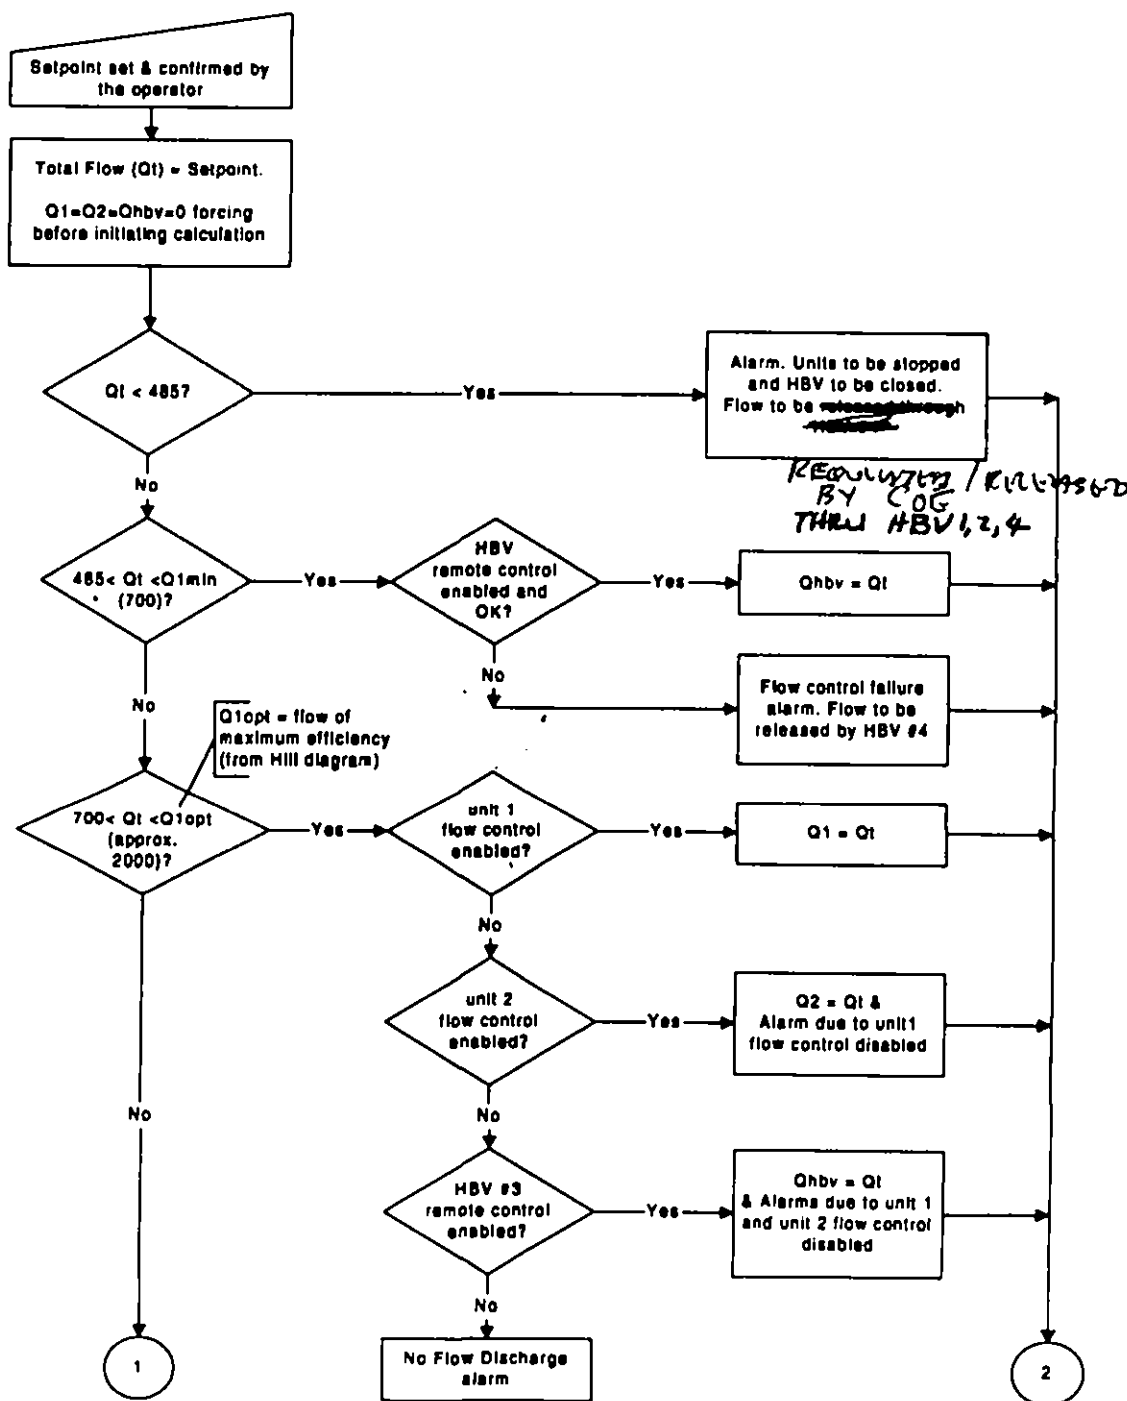 Setpoint set & confirmed by
the operator
Total Flow (Qt) = Setpoint.
Q1=Q2=Qhbv=0 forcing
before initiating calculation
Qt < 485?
Yes
Alarm. Units to be stopped
and HBV to be closed.
Flow to be released through
BY COE
THRU HBV 1, 2, 4
No
485< Qt <Q1min
(700)?
Yes
HBV
remote control
enabled and
OK?
Yes
Qhbv = Qt
No
Flow control failure
alarm. Flow to be
released by HBV #4
No
Q1opt = flow of
maximum efficiency
(from Hill diagram)
700< Qt <Q1opt
(approx.
2000)?
Yes
unit 1
flow control
enabled?
Yes
Q1 = Qt
No
unit 2
flow control
enabled?
Yes
Q2 = Qt &
Alarm due to unit1
flow control disabled
No
No
HBV #3
remote control
enabled?
Yes
Qhbv = Qt
& Alarms due to unit 1
and unit 2 flow control
disabled
No
No Flow Discharge
alarm
1
2